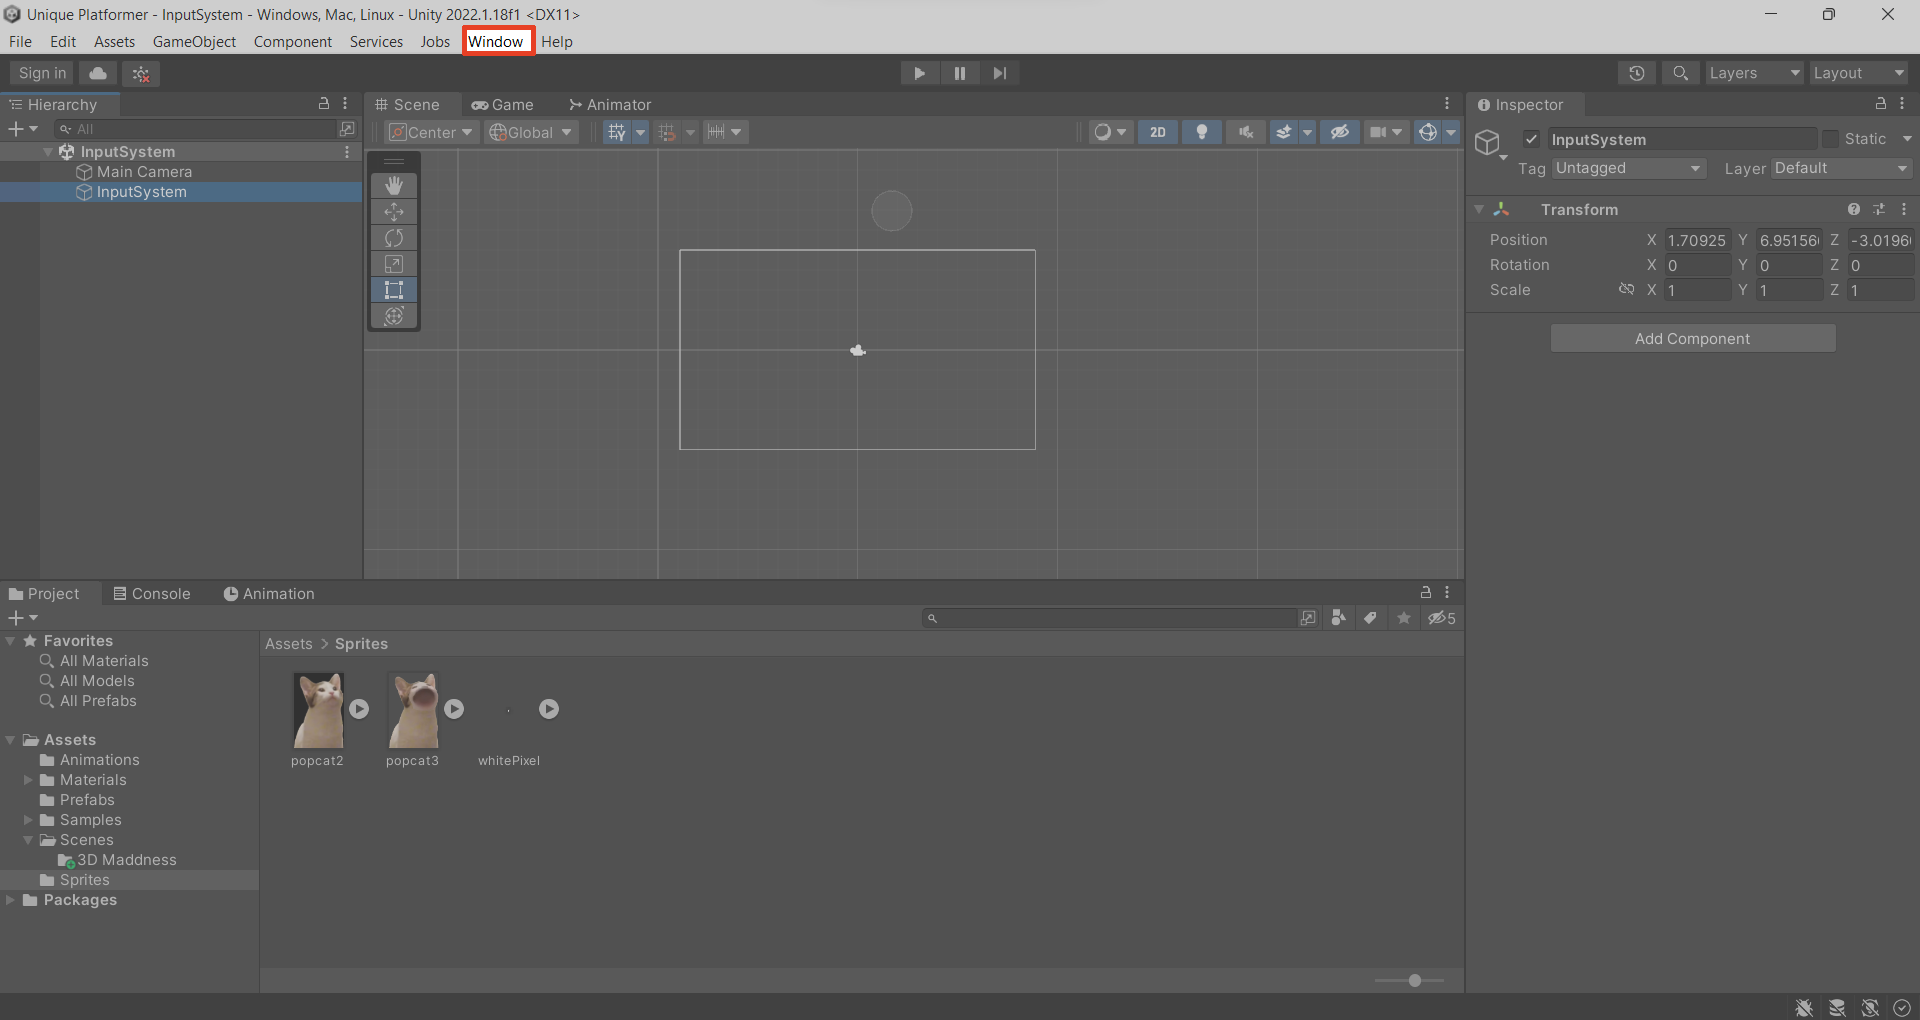 Unique Platformer - InputSystem - Windows, Mac, Linux - Unity 2022.1.18f1 <DX11>
File Edit Assets GameObject Component Services Jobs Window Help
Sign in
Layers Layout
Hierarchy
All
InputSystem
Main Camera
InputSystem
Scene Game Animator
Center Global 2D
Inspector
InputSystem Static
Tag Untagged Layer Default
Transform
Position X 1.70925 Y 6.95156 Z -3.0196
Rotation X 0 Y 0 Z 0
Scale X 1 Y 1 Z 1
Add Component
Project Console Animation
5
Favorites
All Materials
All Models
All Prefabs
Assets
Animations
Materials
Prefabs
Samples
Scenes
3D Maddness
Sprites
Packages
Assets > Sprites
popcat2 popcat3 whitePixel